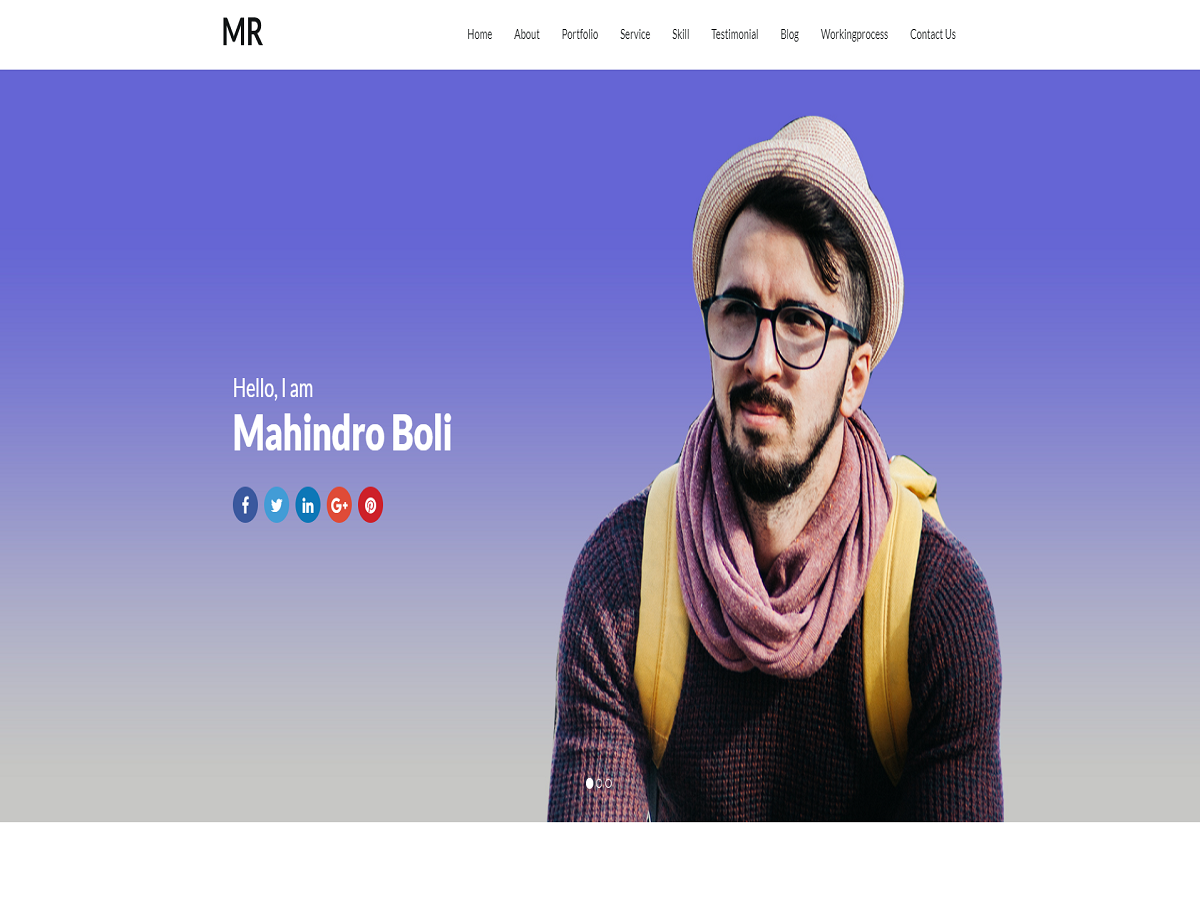 MR
Home About Portfolio Service Skill Testimonial Blog Workingprocess Contact Us
Hello, I am
Mahindro Boli